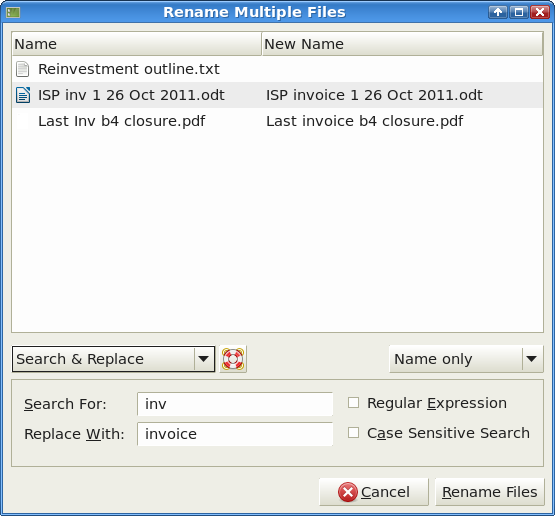 Rename Multiple Files
Name New Name
Reinvestment outline.txt
ISP inv 1 26 Oct 2011.odt ISP invoice 1 26 Oct 2011.odt
Last Inv b4 closure.pdf Last invoice b4 closure.pdf
Search & Replace Name only
Search For: inv Regular Expression
Replace With: invoice Case Sensitive Search
Cancel Rename Files